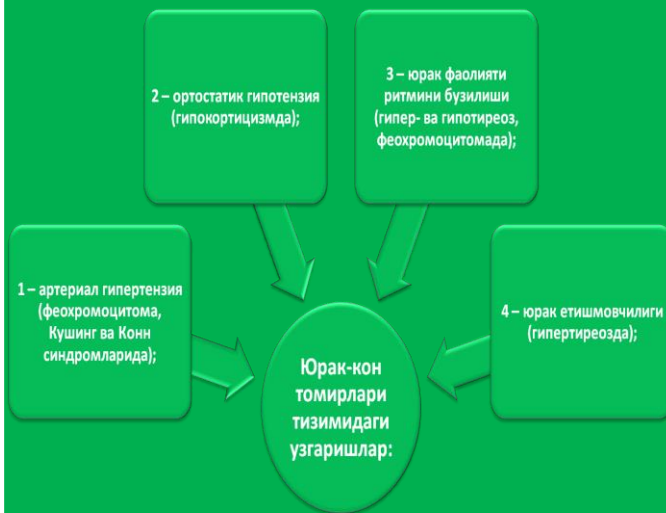 2 – ортостатик гипотензия
(гипокортицизмда);
3 – юрак фаолияти
ритмини бузилиши
(гипер- ва гипотиреоз,
феохромоцитомада);
1 – артериал гипертензия
(феохромоцитома,
Кушинг ва Конн
синдромларида);
4 – юрак етишмовчилиги
(гипертиреозда);
Юрак-кон
томирлари
тизимидаги
узгаришлар: